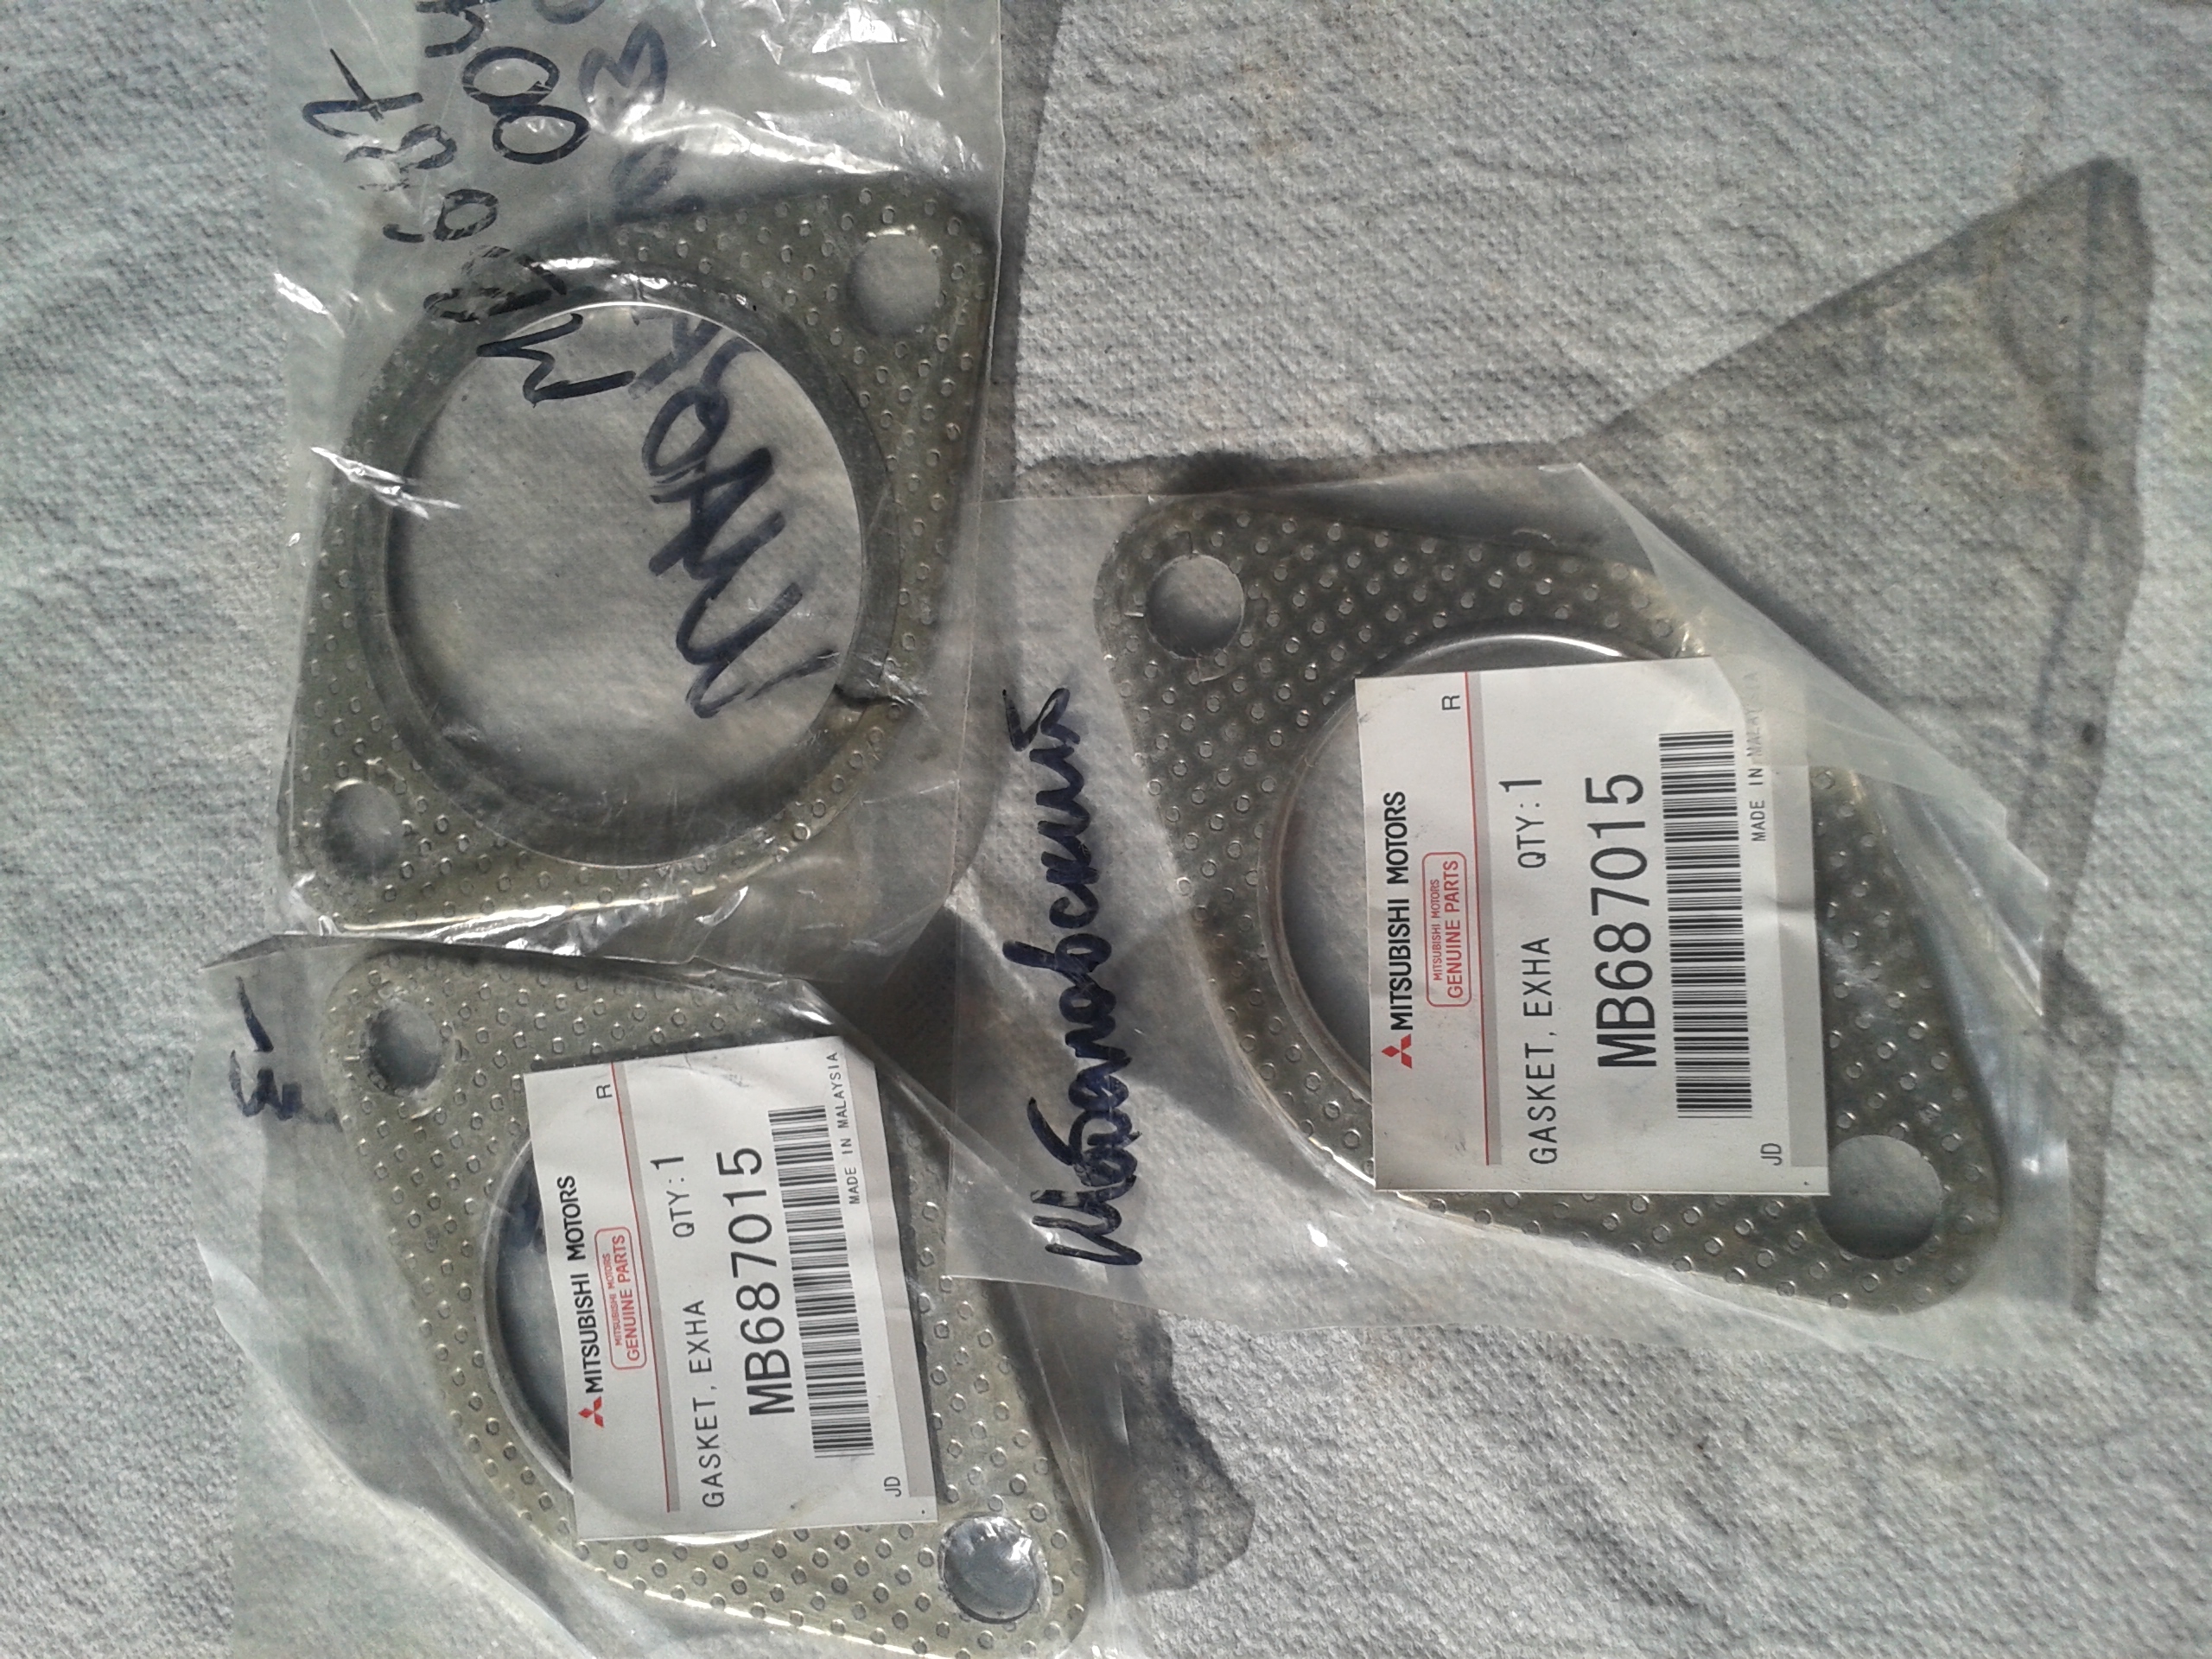 MITSUBISHI MOTORS
MITSUBISHI MOTORS
GENUINE PARTS
R
GASKET, EXHA QTY:1
MB687015
JD
MADE IN MALAYSIA
Шобановский
MITSUBISHI MOTORS
MITSUBISHI MOTORS
GENUINE PARTS
R
GASKET, EXHA QTY:1
MB687015
JD
MADE IN MALAYSIA